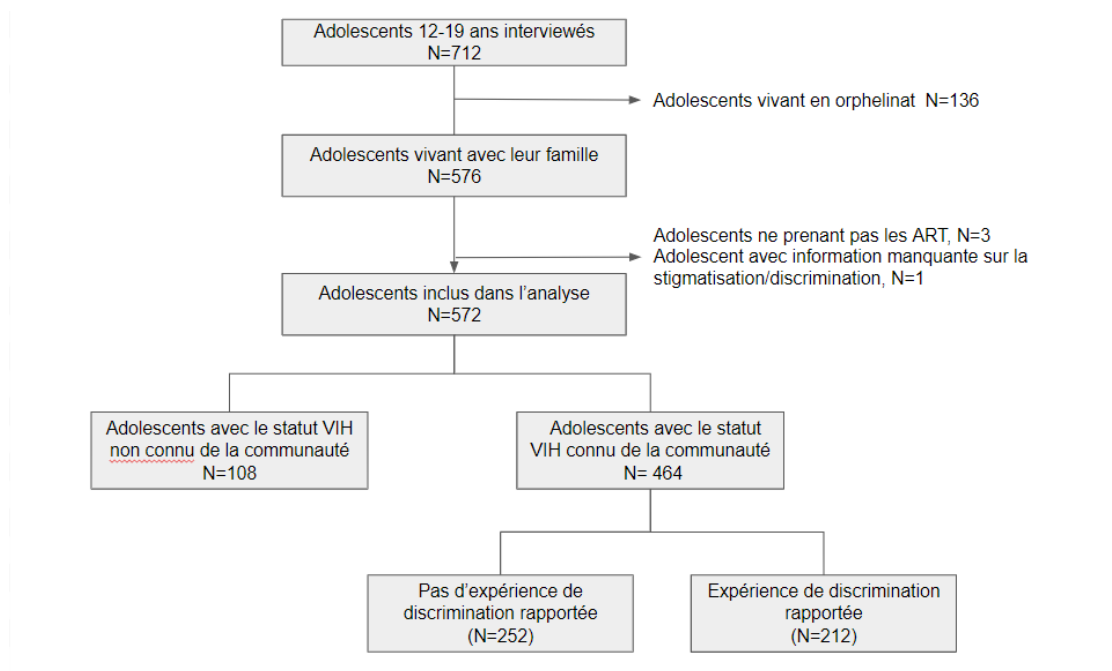 Adolescents 12-19 ans interviewés
N=712
Adolescents vivant en orphelinat N=136
Adolescents vivant avec leur famille
N=576
Adolescents ne prenant pas les ART, N=3
Adolescent avec information manquante sur la
stigmatisation/discrimination, N=1
Adolescents inclus dans l’analyse
N=572
Adolescents avec le statut VIH
non connu de la communauté
N=108
Adolescents avec le statut
VIH connu de la communauté
N= 464
Pas d’expérience de
discrimination rapportée
(N=252)
Expérience de discrimination
rapportée
(N=212)